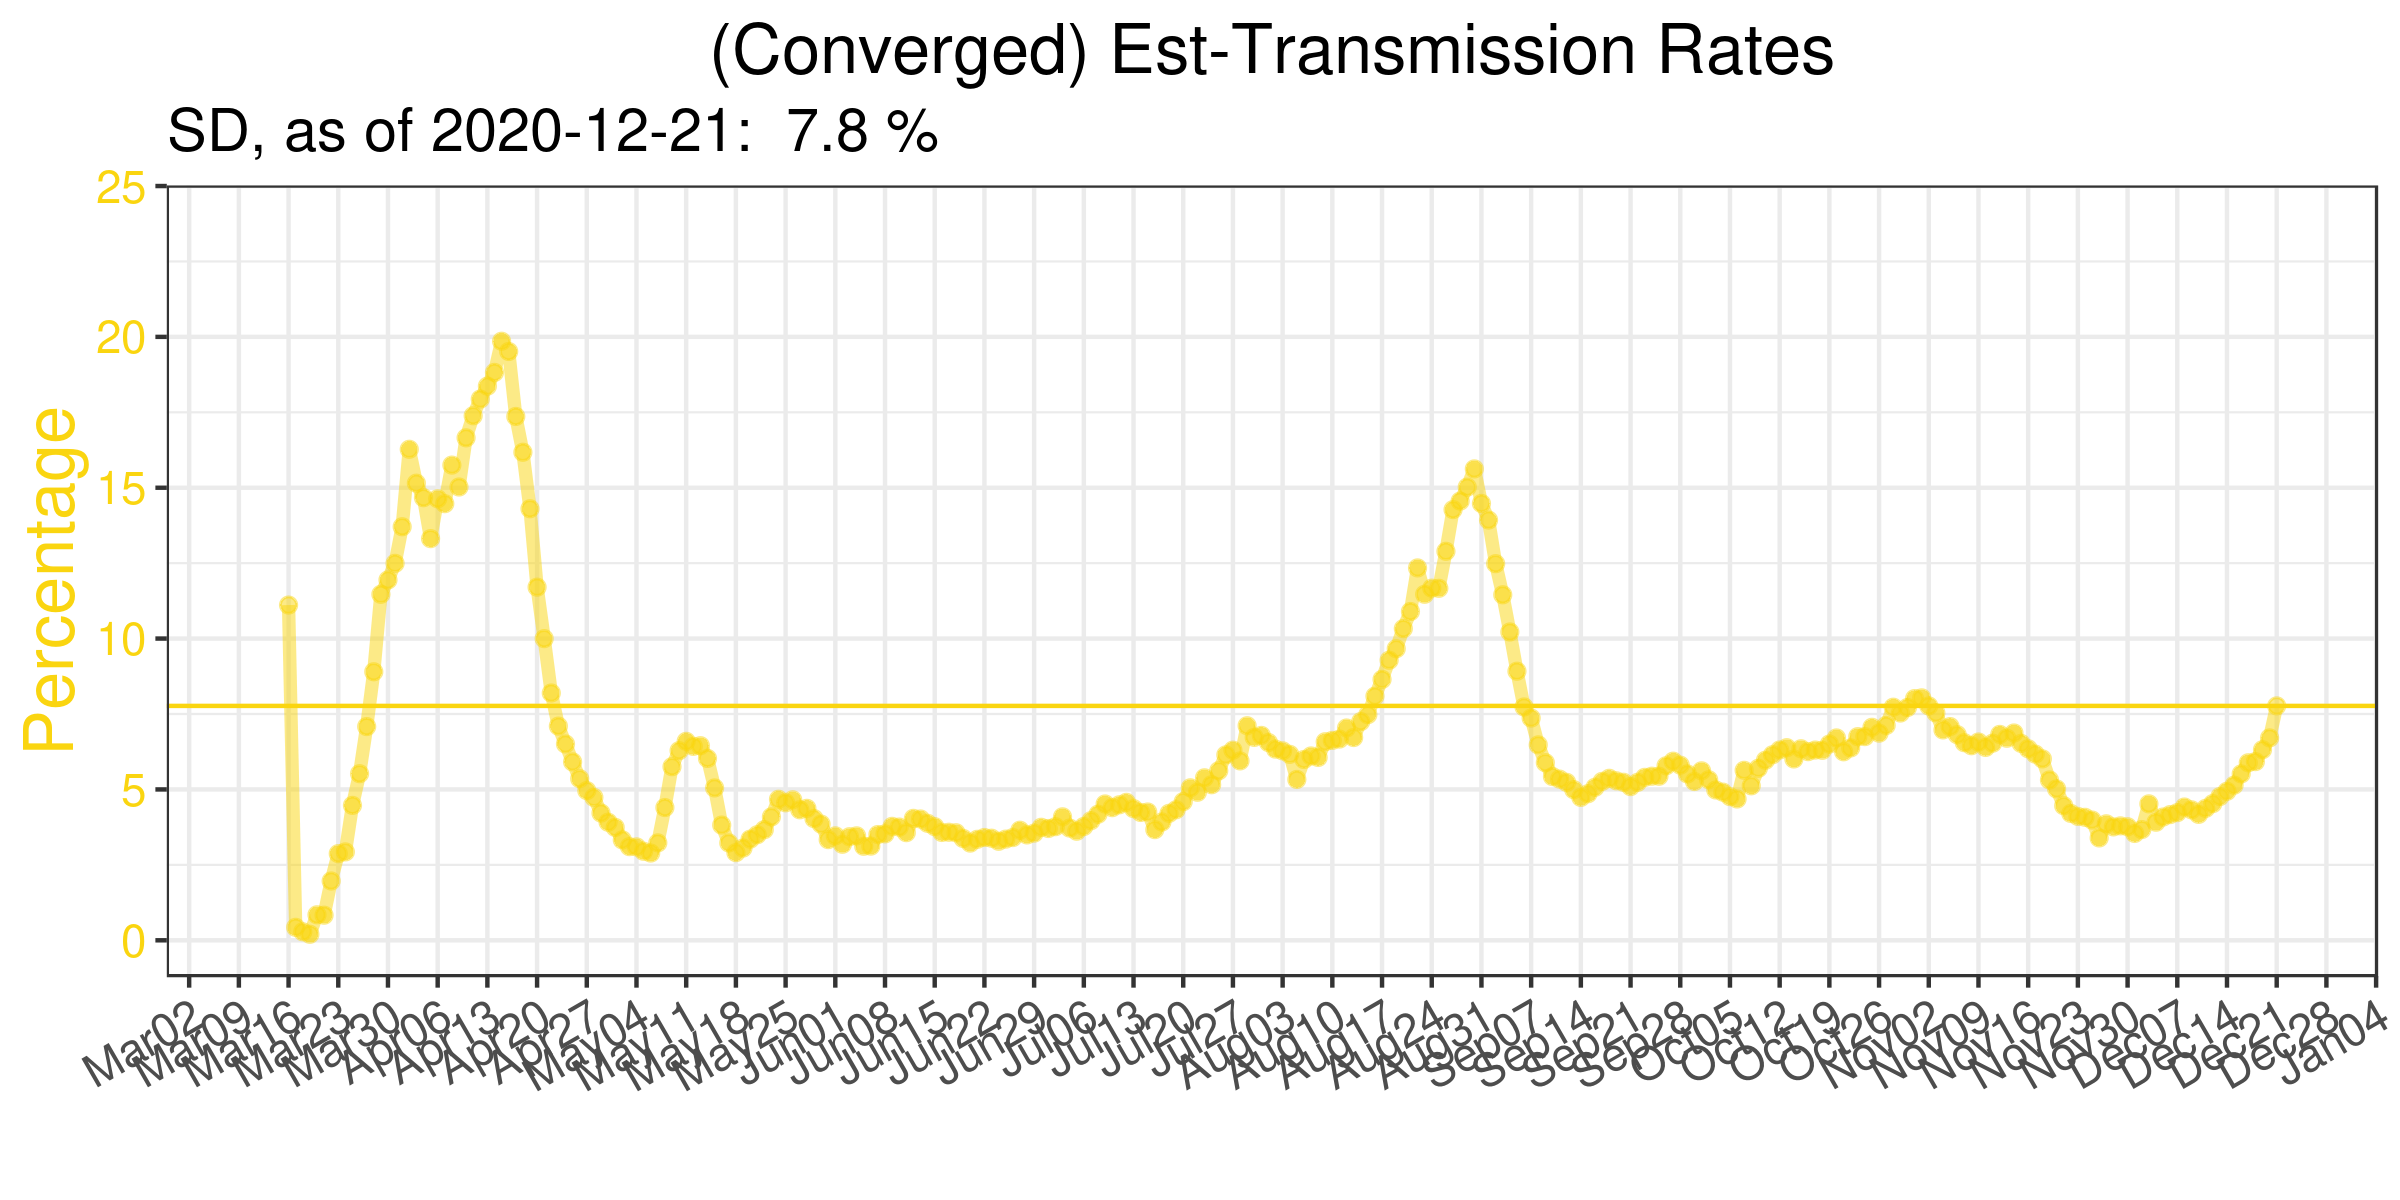 (Converged) Est-Transmission Rates
SD, as of 2020-12-21:  7.8 %
Percentage
25
20
15
10
5
0
Mar02
Mar09
Mar16
Mar23
Mar30
Apr06
Apr13
Apr20
Apr27
May04
May11
May18
May25
Jun01
Jun08
Jun15
Jun22
Jun29
Jul06
Jul13
Jul20
Jul27
Aug03
Aug10
Aug17
Aug24
Aug31
Sep07
Sep14
Sep21
Sep28
Oct05
Oct12
Oct19
Oct26
Nov02
Nov09
Nov16
Nov23
Nov30
Dec07
Dec14
Dec21
Dec28
Jan04